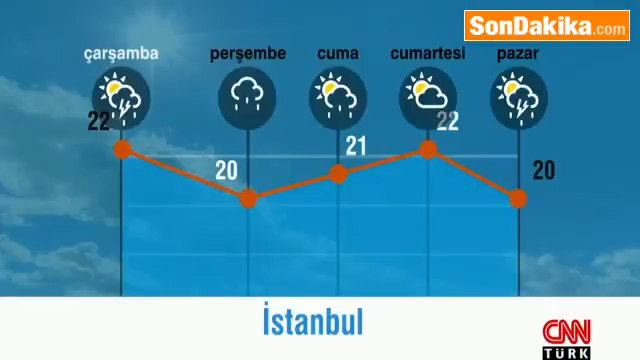 SonDakika.com
çarşamba perşembe cuma cumartesi pazar
22 20 21 22 20
İstanbul
CNN
TÜRK